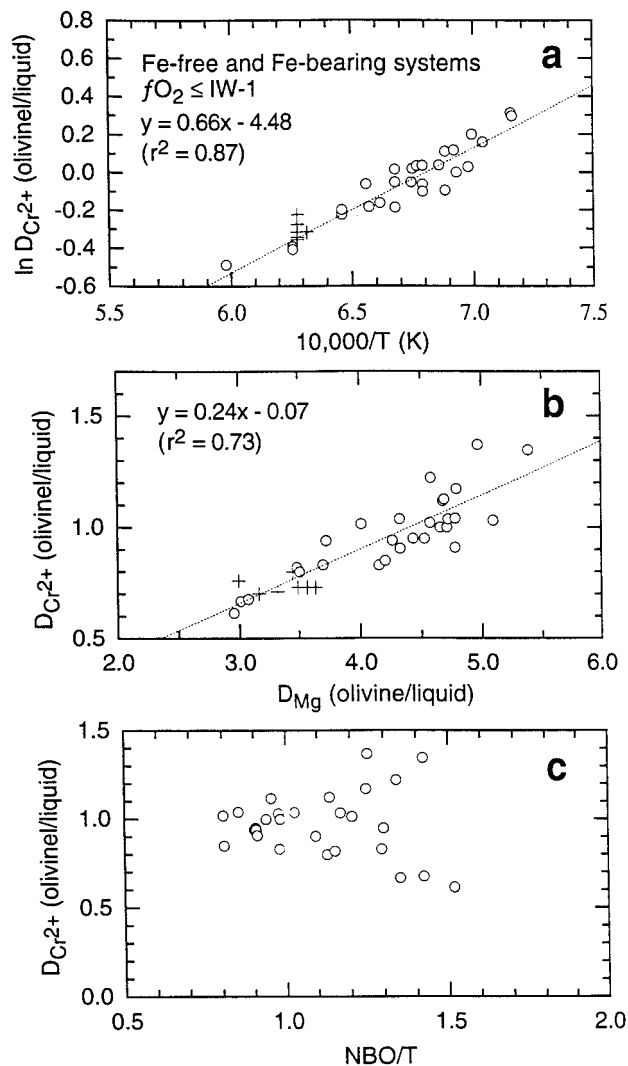 a
Fe-free and Fe-bearing systems
fO2 ≤ IW-1
y = 0.66x - 4.48
(r2 = 0.87)
0.8
0.6
0.4
0.2
0.0
-0.2
-0.4
-0.6
ln DCr2+ (olivinel/liquid)
5.5 6.0 6.5 7.0 7.5
10,000/T (K)
b
y = 0.24x - 0.07
(r2 = 0.73)
1.5
1.0
0.5
DCr2+ (olivinel/liquid)
2.0 3.0 4.0 5.0 6.0
DMg (olivine/liquid)
c
1.5
1.0
0.5
0.0
DCr2+ (olivinel/liquid)
0.5 1.0 1.5 2.0
NBO/T